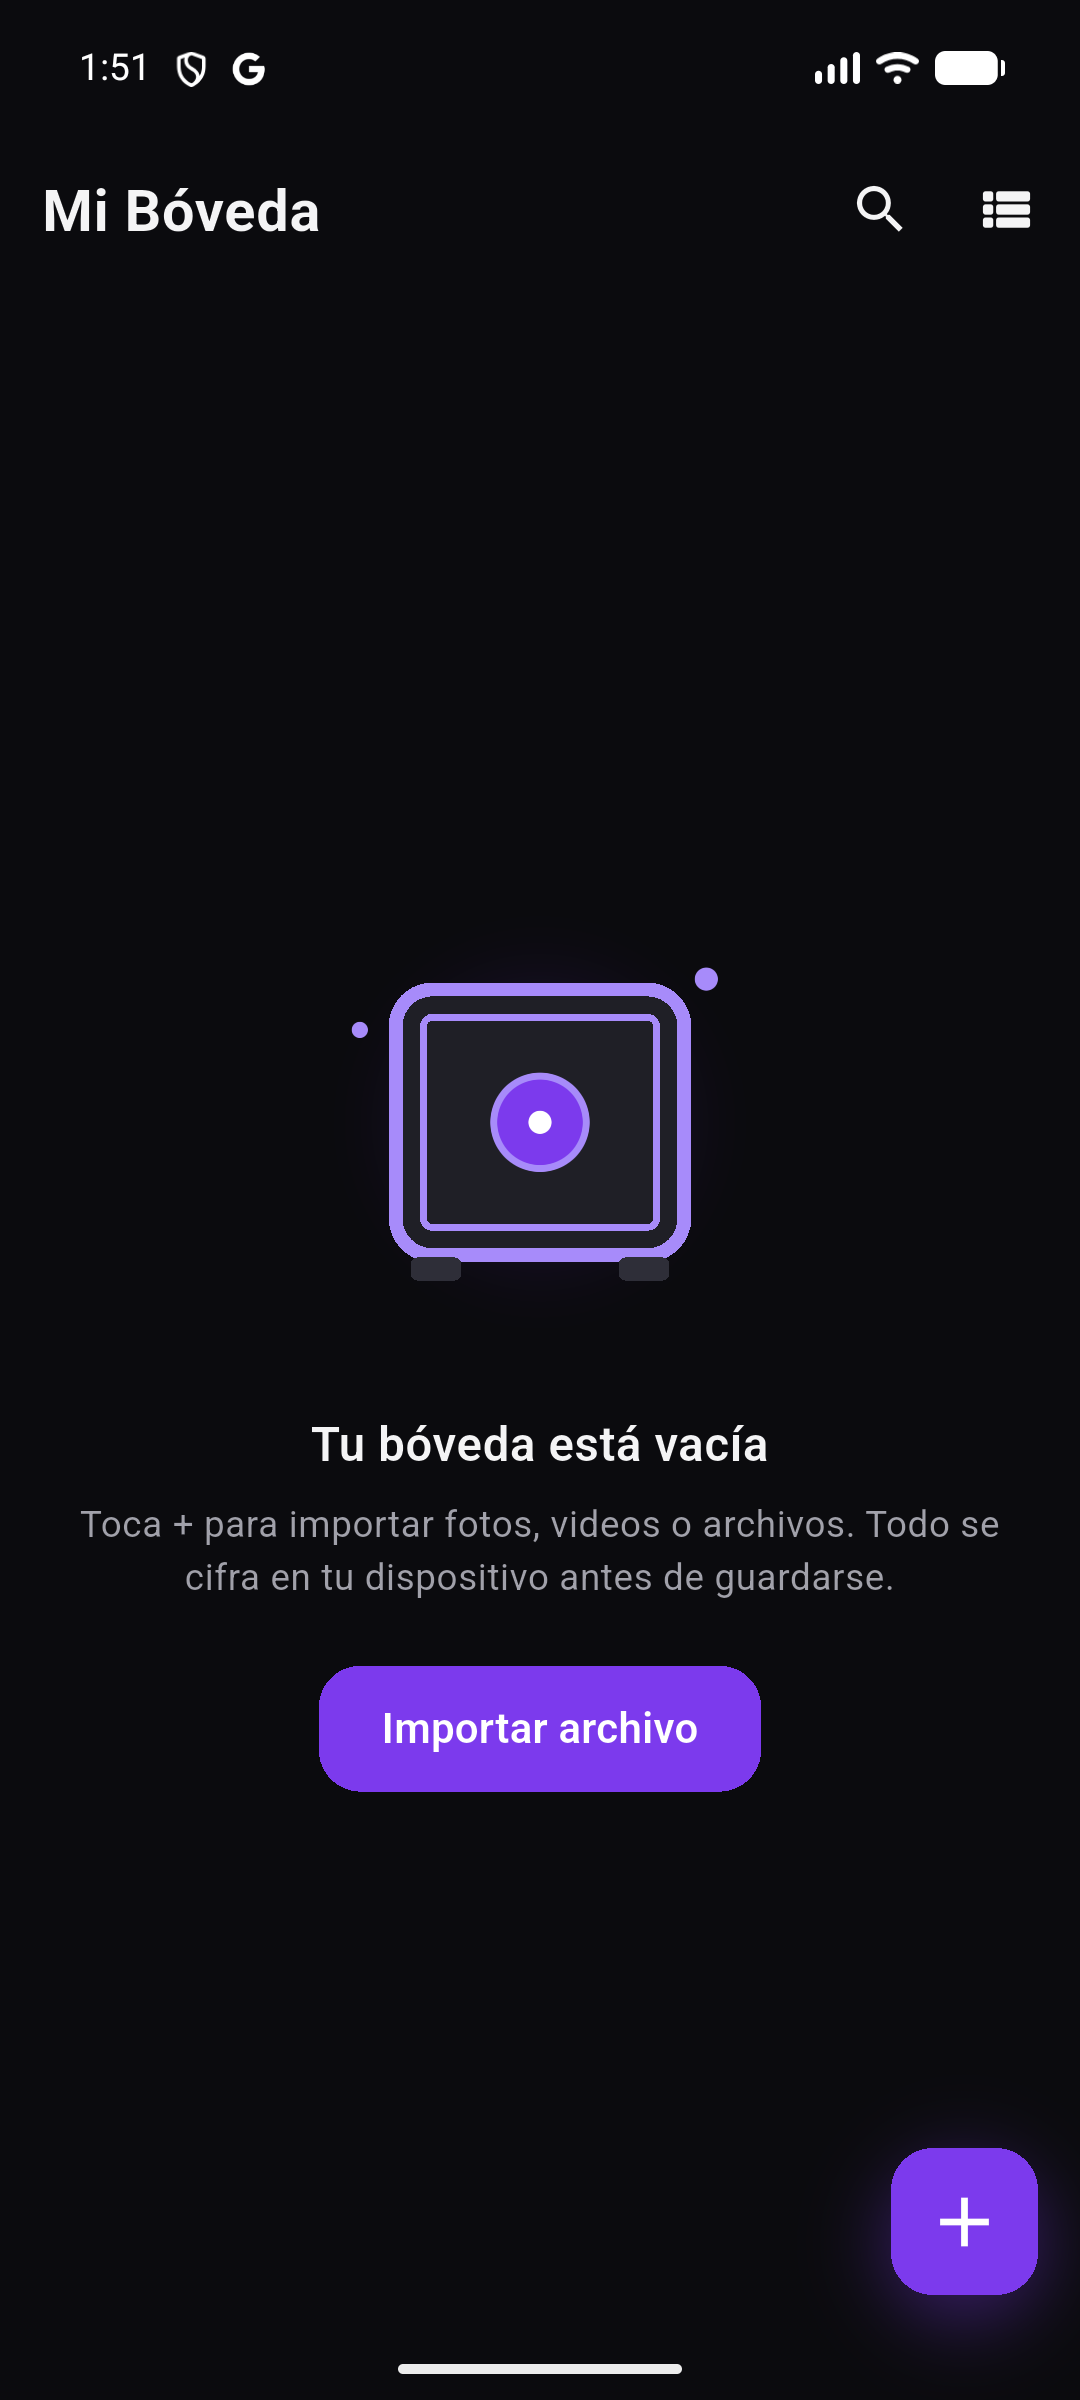 1:51
Mi Bóveda
Tu bóveda está vacía
Toca + para importar fotos, videos o archivos. Todo se
cifra en tu dispositivo antes de guardarse.
Importar archivo